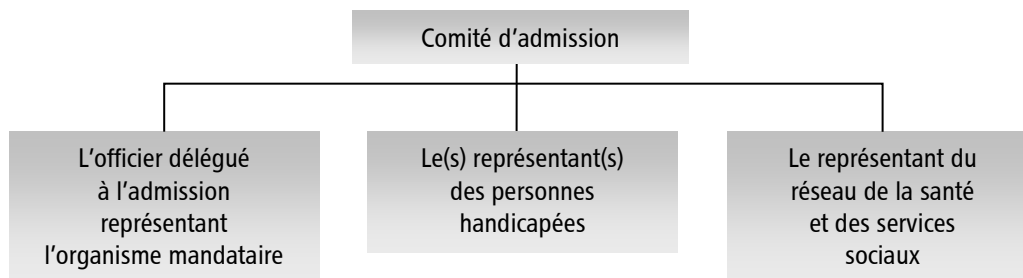 Comité d’admission
L’officier délégué
à l’admission
représentant
l’organisme mandataire
Le(s) représentant(s)
des personnes
handicapées
Le représentant du
réseau de la santé
et des services
sociaux